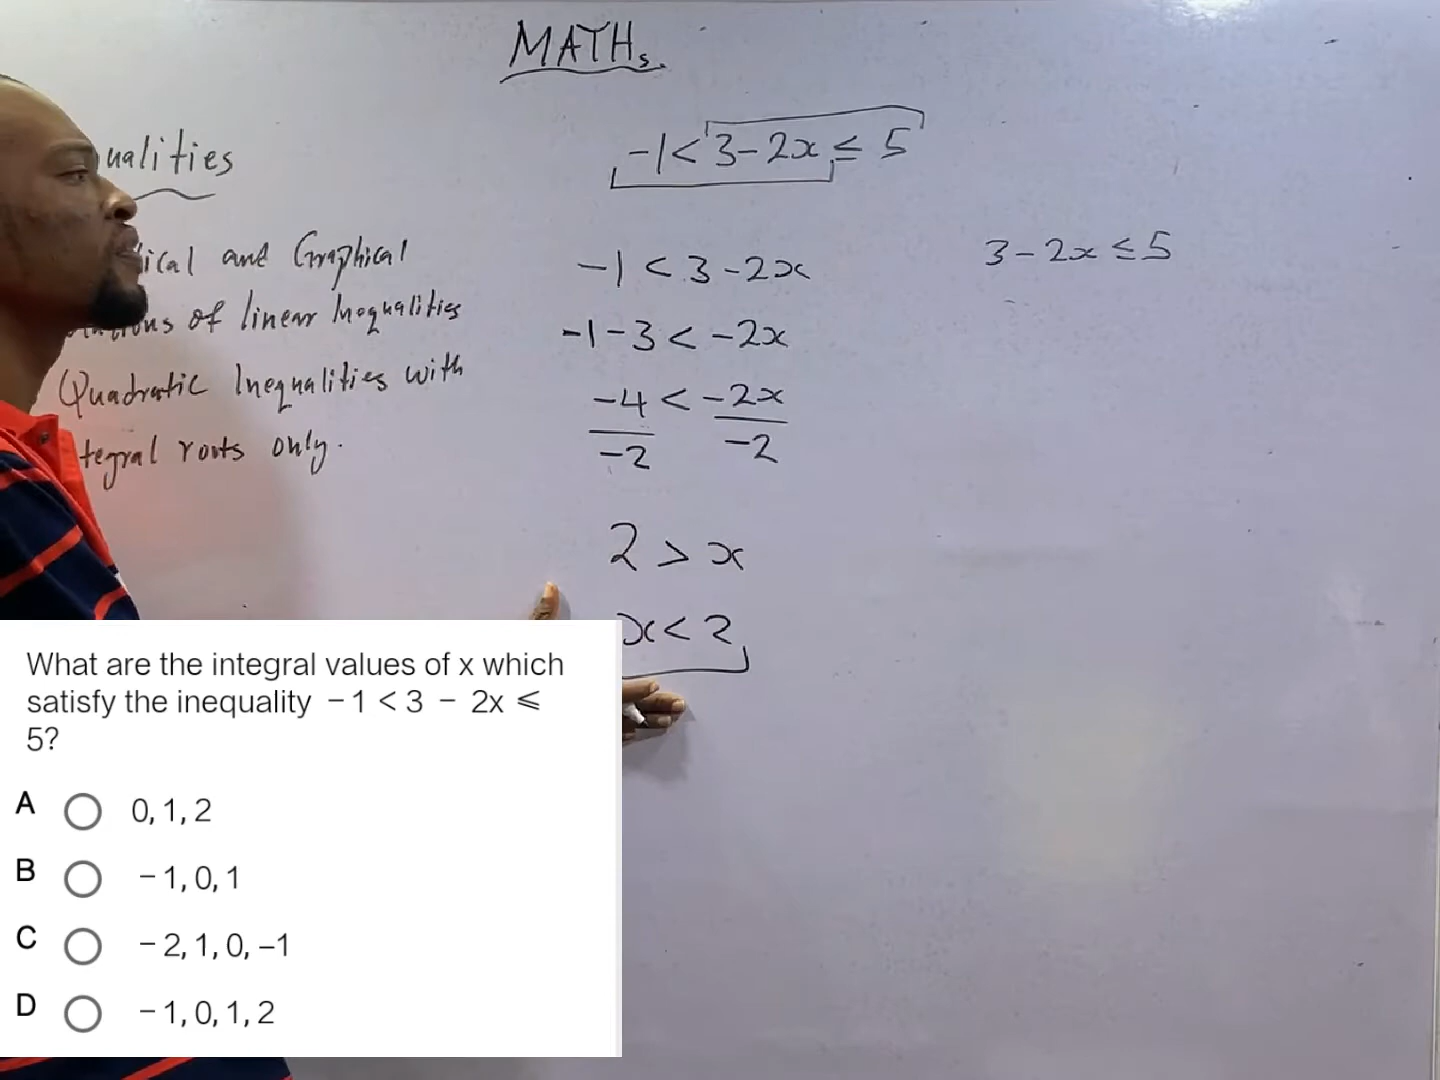 MATHs.
ualities
ical and Graphical
of linear Inequalities
Quadratic Inequalities with
tegral roots only.
-1 < 3 - 2x ≤ 5
-1 < 3 - 2x
-1 - 3 < -2x
-4 < -2x
-2 -2
2 > x
x < 2
3 - 2x ≤ 5
What are the integral values of x which
satisfy the inequality − 1 < 3 − 2x ⩽
5?
A 0, 1, 2
B − 1, 0, 1
C − 2, 1, 0, −1
D − 1, 0, 1, 2